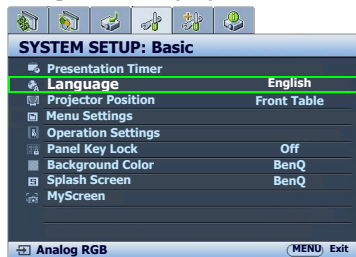 SYSTEM SETUP: Basic
Presentation Timer
Language English
Projector Position Front Table
Menu Settings
Operation Settings
Panel Key Lock Off
Background Color BenQ
Splash Screen BenQ
MyScreen
Analog RGB MENU Exit